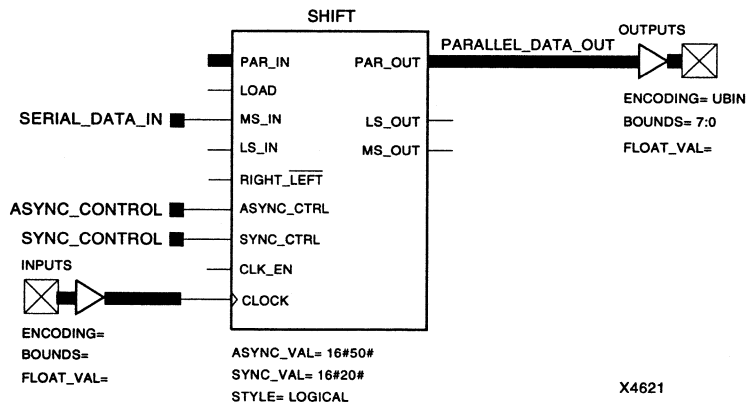 SHIFT
OUTPUTS
PARALLEL_DATA_OUT
PAR_IN PAR_OUT
LOAD
ENCODING= UBIN
SERIAL_DATA_IN MS_IN LS_OUT
BOUNDS= 7:0
LS_IN MS_OUT
FLOAT_VAL=
RIGHT_LEFT
ASYNC_CONTROL ASYNC_CTRL
SYNC_CONTROL SYNC_CTRL
INPUTS
CLK_EN
CLOCK
ENCODING=
BOUNDS=
FLOAT_VAL=
ASYNC_VAL= 16#50#
SYNC_VAL= 16#20#
STYLE= LOGICAL
X4621